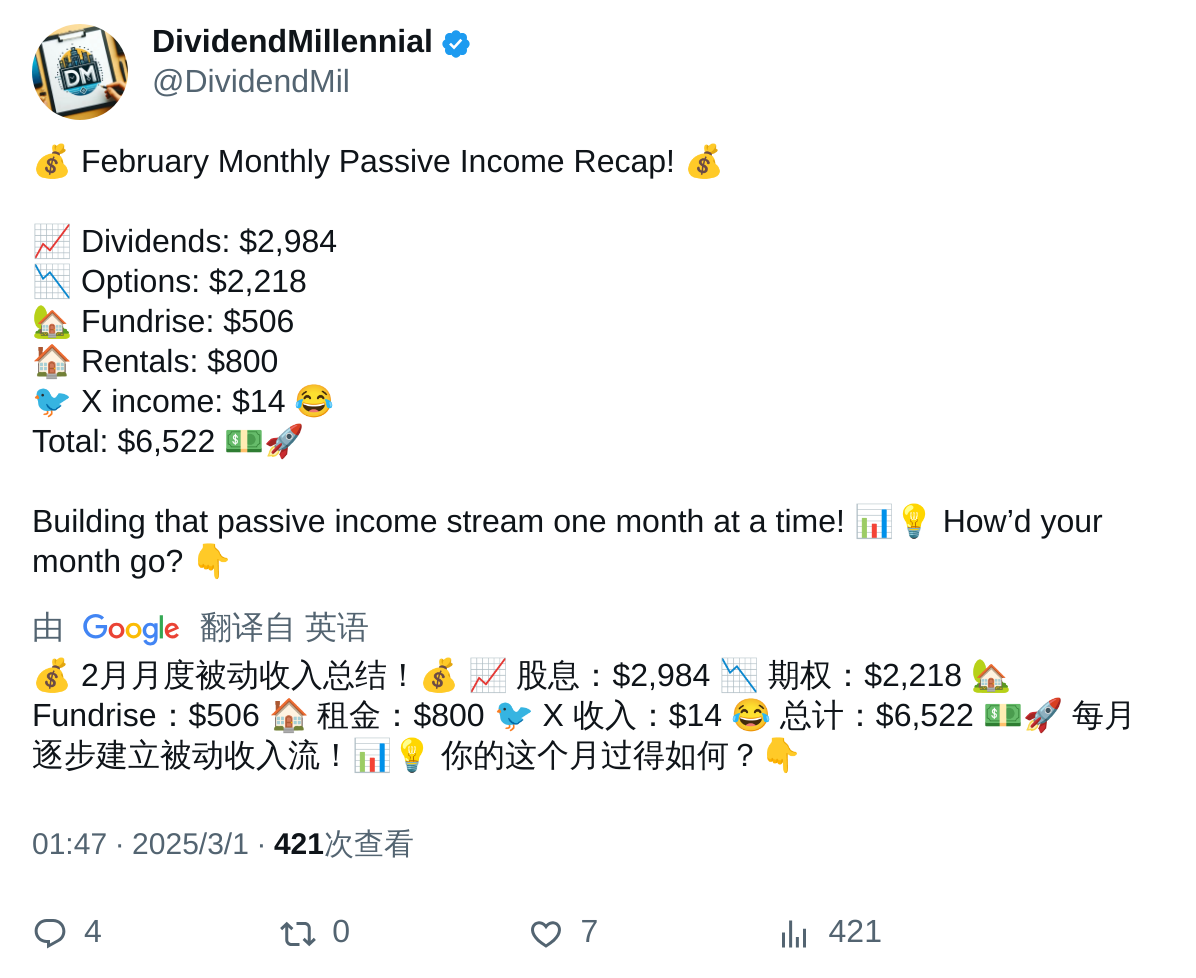 DM
DividendMillennial
@DividendMil
💰 February Monthly Passive Income Recap! 💰
📈 Dividends: $2,984
📉 Options: $2,218
🏡 Fundrise: $506
🏠 Rentals: $800
🐦 X income: $14 😂
Total: $6,522 💵🚀
Building that passive income stream one month at a time! 📊💡 How’d your
month go? 👇
由 Google 翻译自 英语
💰 2月月度被动收入总结！💰 📈 股息：$2,984 📉 期权：$2,218 🏡
Fundrise：$506 🏠 租金：$800 🐦 X 收入：$14 😂 总计：$6,522 💵🚀 每月
逐步建立被动收入流！📊💡 你的这个月过得如何？👇
01:47 · 2025/3/1 · 421次查看
4 0 7 421